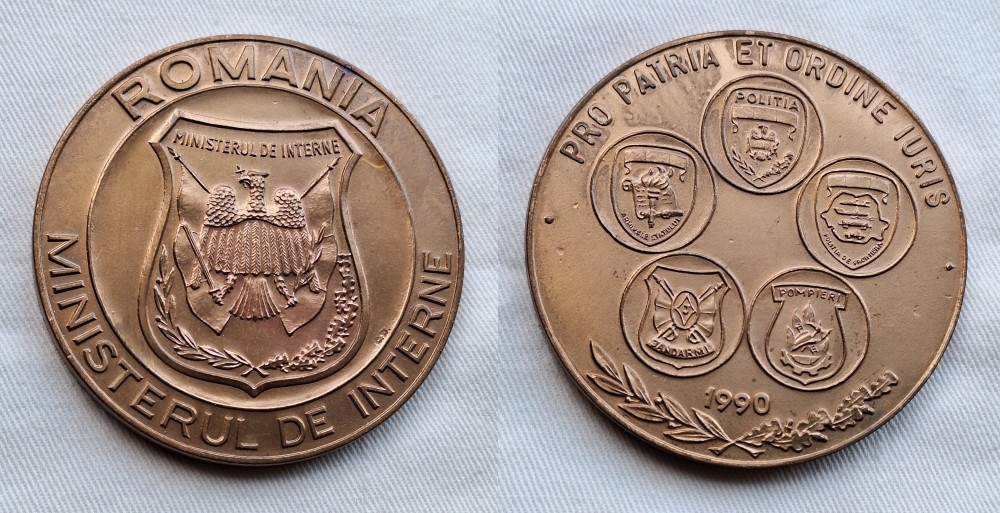 ROMANIA
MINISTERUL DE INTERNE
MINISTERUL DE INTERNE
PRO PATRIA ET ORDINE IURIS
POLITIA
ARHIVELE STATULUI
POLITIA DE FRONTIERA
JANDARMI
POMPIERI
1990